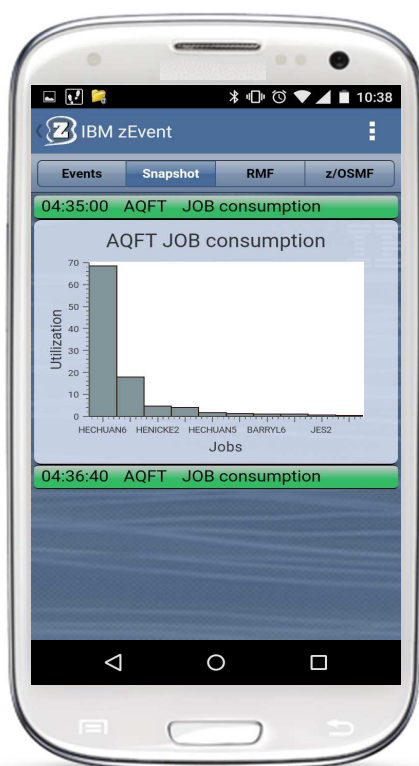 10:38
IBM zEvent
Events Snapshot RMF z/OSMF
04:35:00 AQFT JOB consumption
AQFT JOB consumption
70
60
50
40
30
20
10
0
Utilization
HECHUAN6 HENICKE2 HECHUAN5 BARRYL6 JES2
Jobs
04:36:40 AQFT JOB consumption